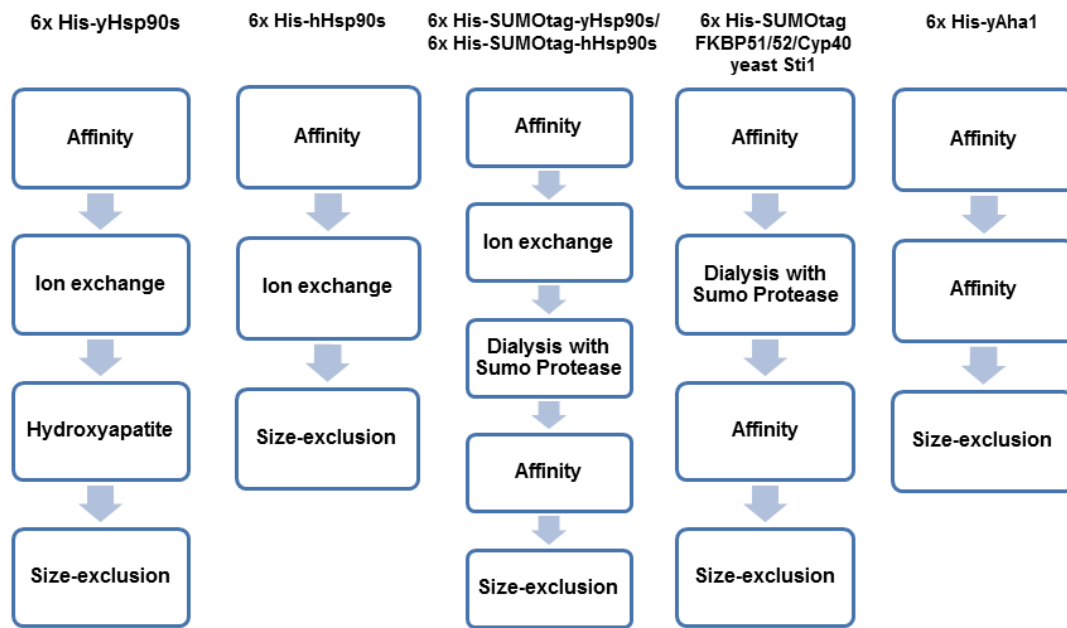 6x His-yHsp90s
Affinity
Ion exchange
Hydroxyapatite
Size-exclusion
6x His-hHsp90s
Affinity
Ion exchange
Size-exclusion
6x His-SUMOtag-yHsp90s/
6x His-SUMOtag-hHsp90s
Affinity
Ion exchange
Dialysis with
Sumo Protease
Affinity
Size-exclusion
6x His-SUMOtag
FKBP51/52/Cyp40
yeast Sti1
Affinity
Dialysis with
Sumo Protease
Affinity
Size-exclusion
6x His-yAha1
Affinity
Affinity
Size-exclusion